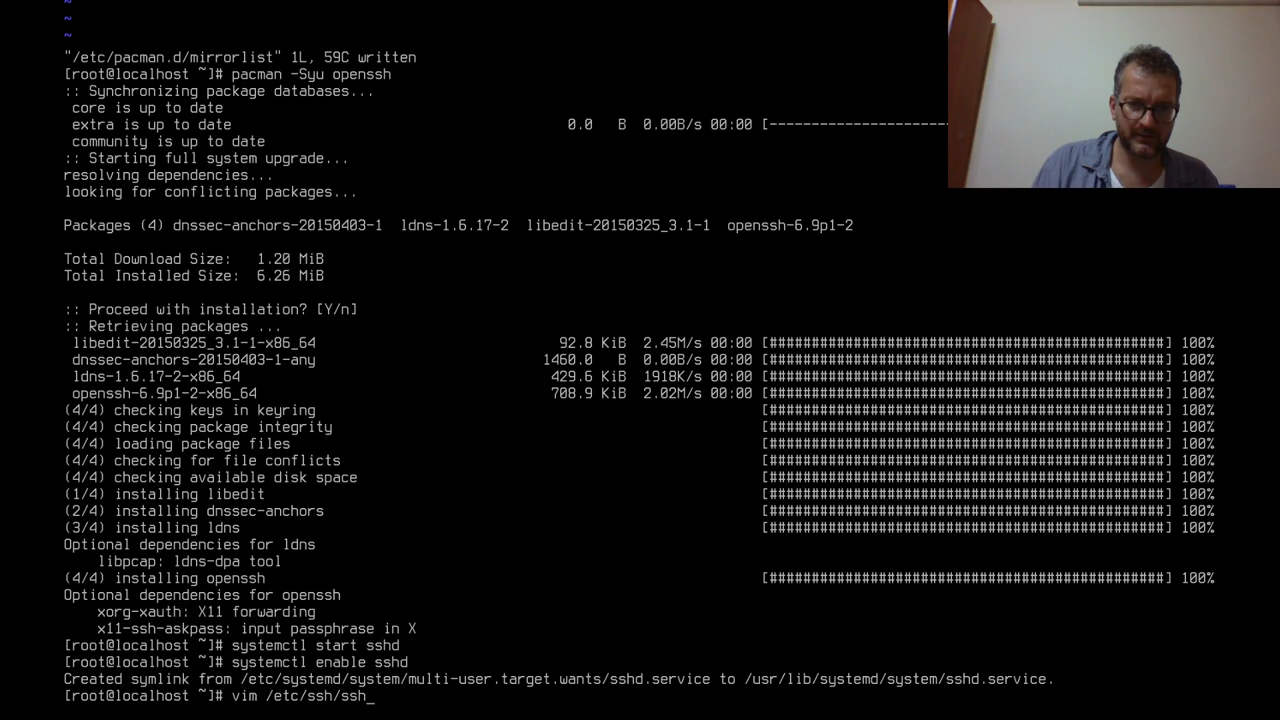 ~
~
~
"/etc/pacman.d/mirrorlist" 1L, 59C written
[root@localhost ~]# pacman -Syu openssh
:: Synchronizing package databases...
core is up to date
extra is up to date 0.0 B 0.00B/s 00:00 [----------------------
community is up to date
:: Starting full system upgrade...
resolving dependencies...
looking for conflicting packages...
Packages (4) dnssec-anchors-20150403-1 ldns-1.6.17-2 libedit-20150325_3.1-1 openssh-6.9p1-2
Total Download Size: 1.20 MiB
Total Installed Size: 6.26 MiB
:: Proceed with installation? [Y/n]
:: Retrieving packages ...
libedit-20150325_3.1-1-x86_64 92.8 KiB 2.45M/s 00:00 [###############################################] 100%
dnssec-anchors-20150403-1-any 1460.0 B 0.00B/s 00:00 [###############################################] 100%
ldns-1.6.17-2-x86_64 429.6 KiB 1918K/s 00:00 [###############################################] 100%
openssh-6.9p1-2-x86_64 708.9 KiB 2.02M/s 00:00 [###############################################] 100%
(4/4) checking keys in keyring [###############################################] 100%
(4/4) checking package integrity [###############################################] 100%
(4/4) loading package files [###############################################] 100%
(4/4) checking for file conflicts [###############################################] 100%
(4/4) checking available disk space [###############################################] 100%
(1/4) installing libedit [###############################################] 100%
(2/4) installing dnssec-anchors [###############################################] 100%
(3/4) installing ldns [###############################################] 100%
Optional dependencies for ldns
libpcap: ldns-dpa tool
(4/4) installing openssh [###############################################] 100%
Optional dependencies for openssh
xorg-xauth: X11 forwarding
x11-ssh-askpass: input passphrase in X
[root@localhost ~]# systemctl start sshd
[root@localhost ~]# systemctl enable sshd
Created symlink from /etc/systemd/system/multi-user.target.wants/sshd.service to /usr/lib/systemd/system/sshd.service.
[root@localhost ~]# vim /etc/ssh/ssh_